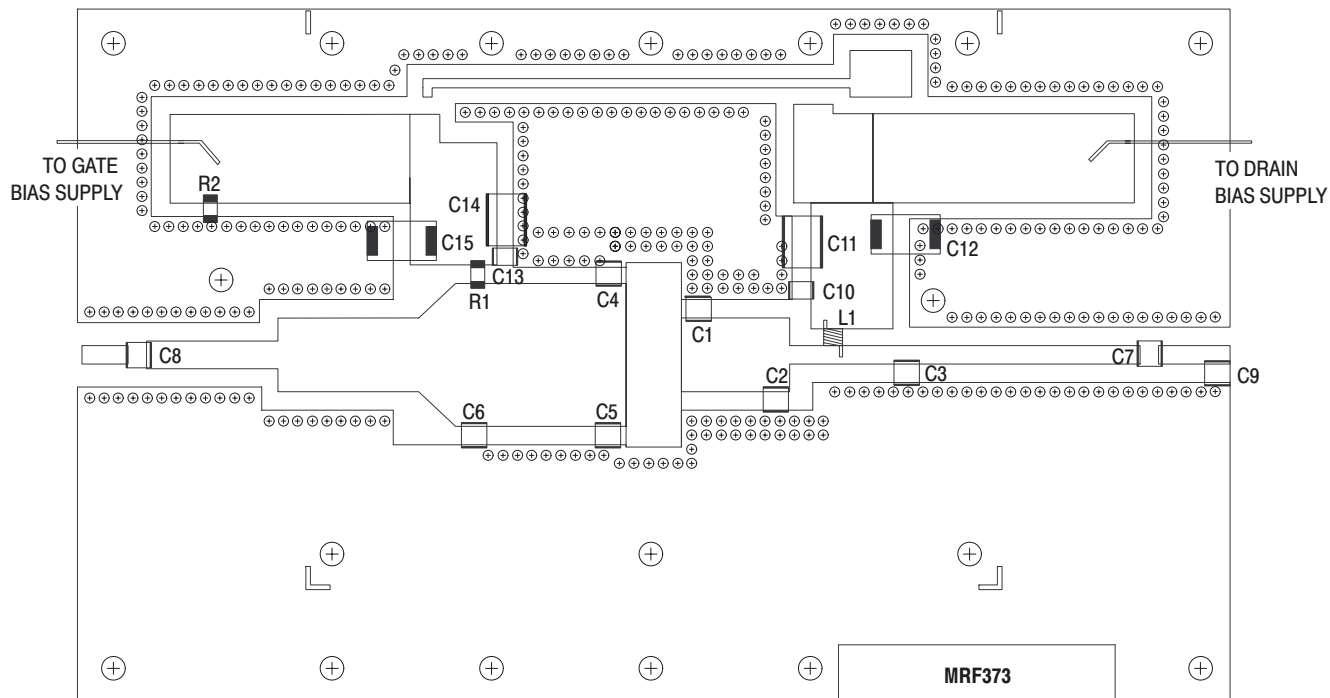 TO GATE
BIAS SUPPLY
TO DRAIN
BIAS SUPPLY
R2
C14
C15
C13
R1
C4
C11
C12
C10
C1
L1
C8
C7
C2
C3
C9
C6
C5
MRF373